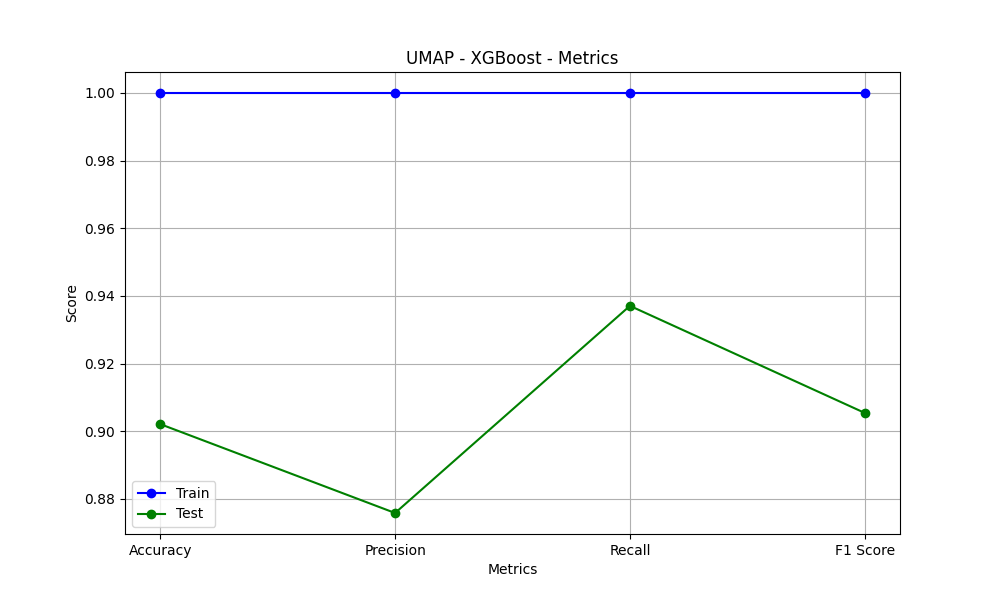 UMAP - XGBoost - Metrics
1.00
0.98
0.96
0.94
0.92
0.90
0.88
Score
Train
Test
Accuracy Precision Recall F1 Score
Metrics